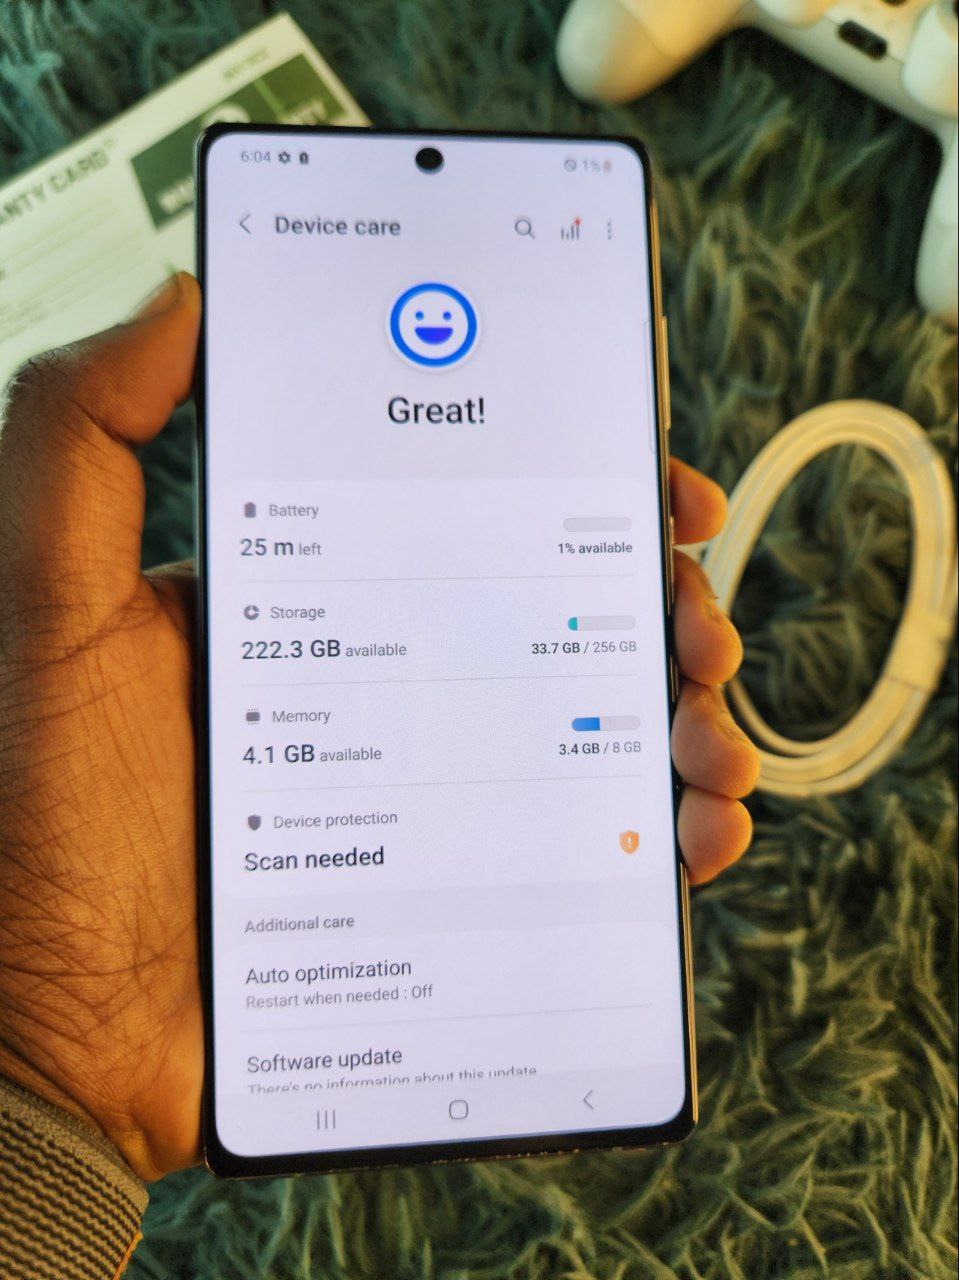 ANTY CARD
6:04
1%
Device care
Great!
Battery
25 m left
1% available
Storage
222.3 GB available
33.7 GB / 256 GB
Memory
4.1 GB available
3.4 GB / 8 GB
Device protection
Scan needed
Additional care
Auto optimization
Restart when needed : Off
Software update
There's no information about this update